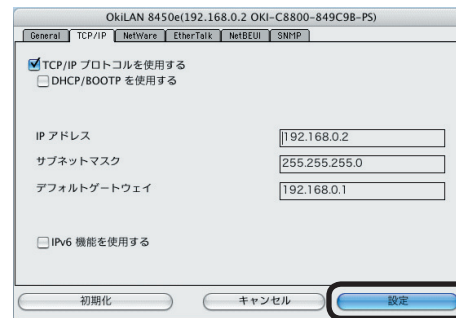 OkiLAN 8450e(192.168.0.2 OKI-C8800-849C9B-PS)
General TCP/IP NetWare EtherTalk NetBEUI SNMP
TCP/IP プロトコルを使用する
DHCP/BOOTP を使用する
IP アドレス 192.168.0.2
サブネットマスク 255.255.255.0
デフォルトゲートウェイ 192.168.0.1
IPv6 機能を使用する
初期化 キャンセル 設定